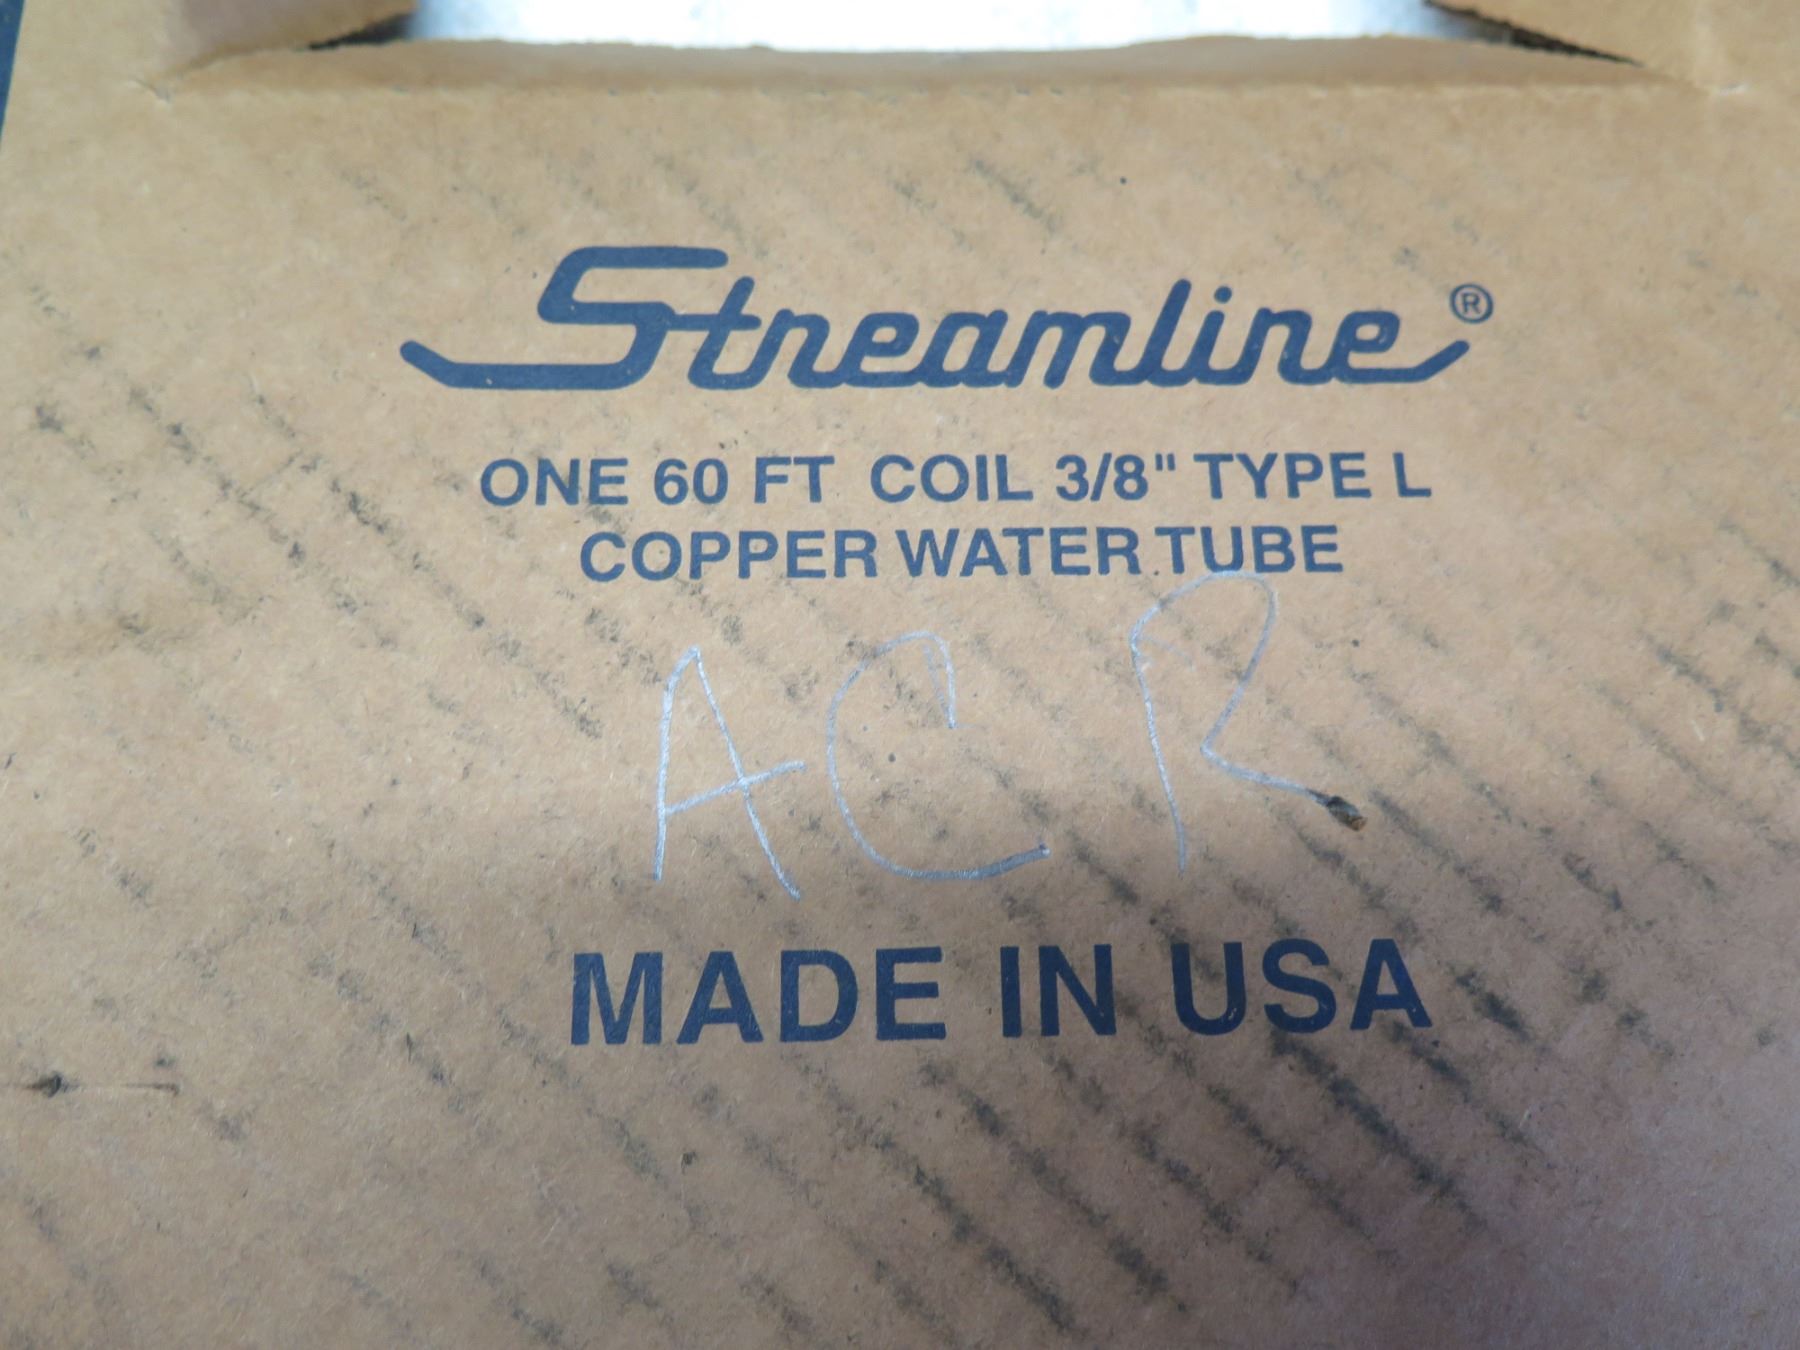 Streamline®
ONE 60 FT COIL 3/8" TYPE L
COPPER WATER TUBE
ACR
MADE IN USA